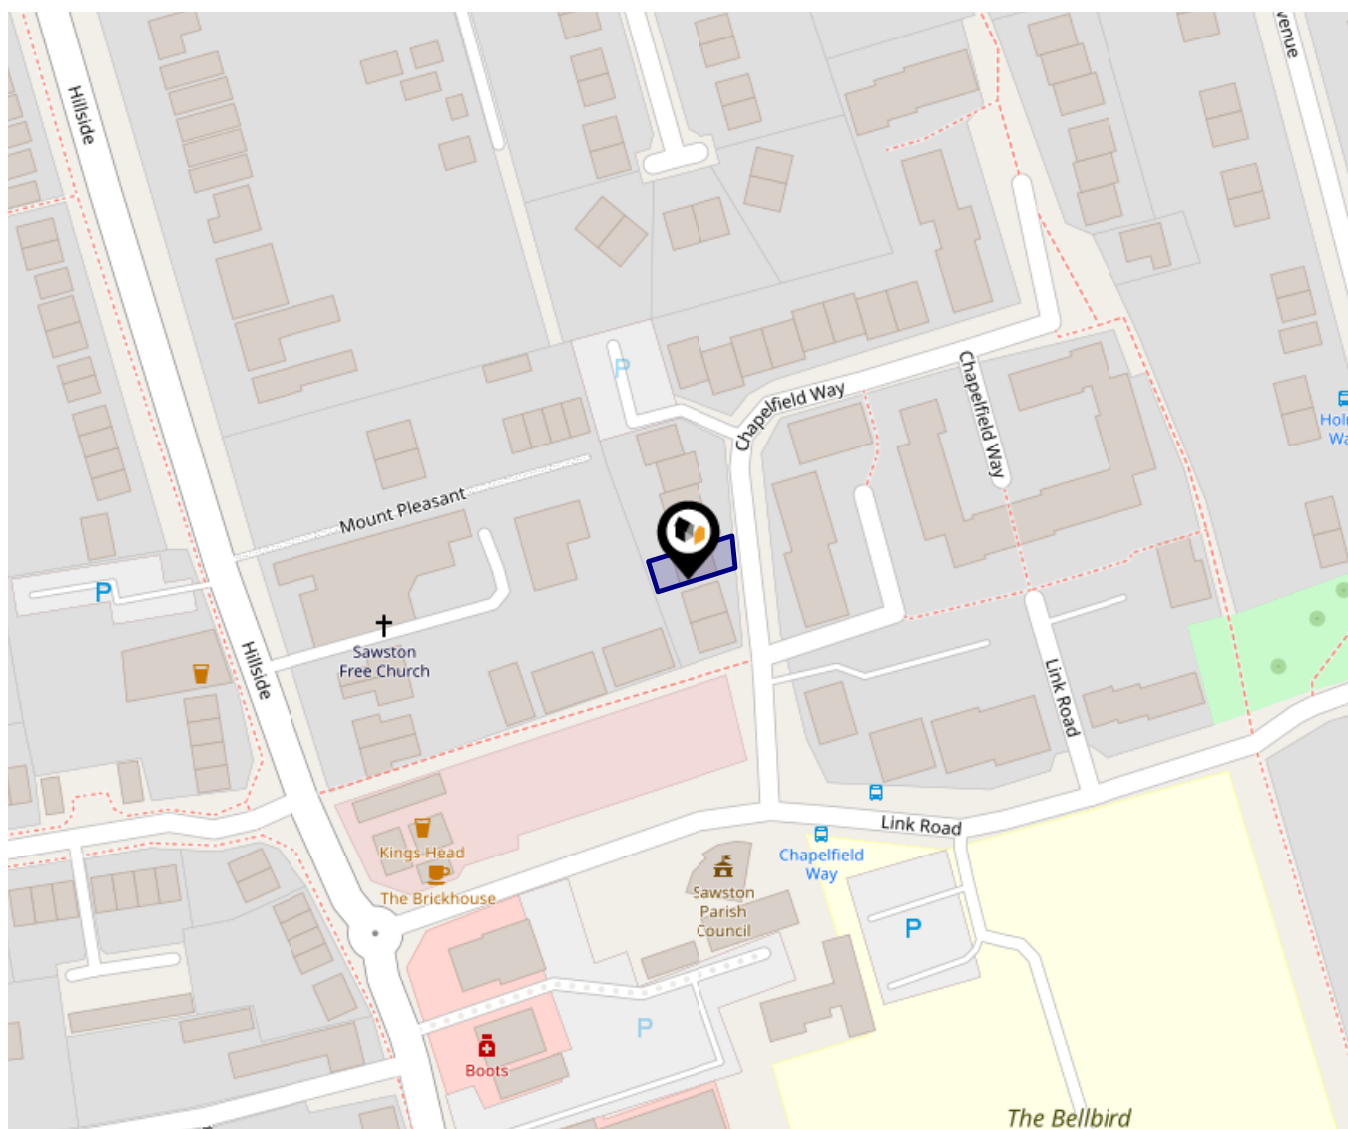 Hillside
venue
P
Chapelfield Way
Chapelfield Way
Holm
Wa
Mount Pleasant
P
Sawston
Free Church
Hillside
Link Road
Kings Head
The Brickhouse
Link Road
Chapelfield
Way
Sawston
Parish
Council
P
P
Boots
The Bellbird